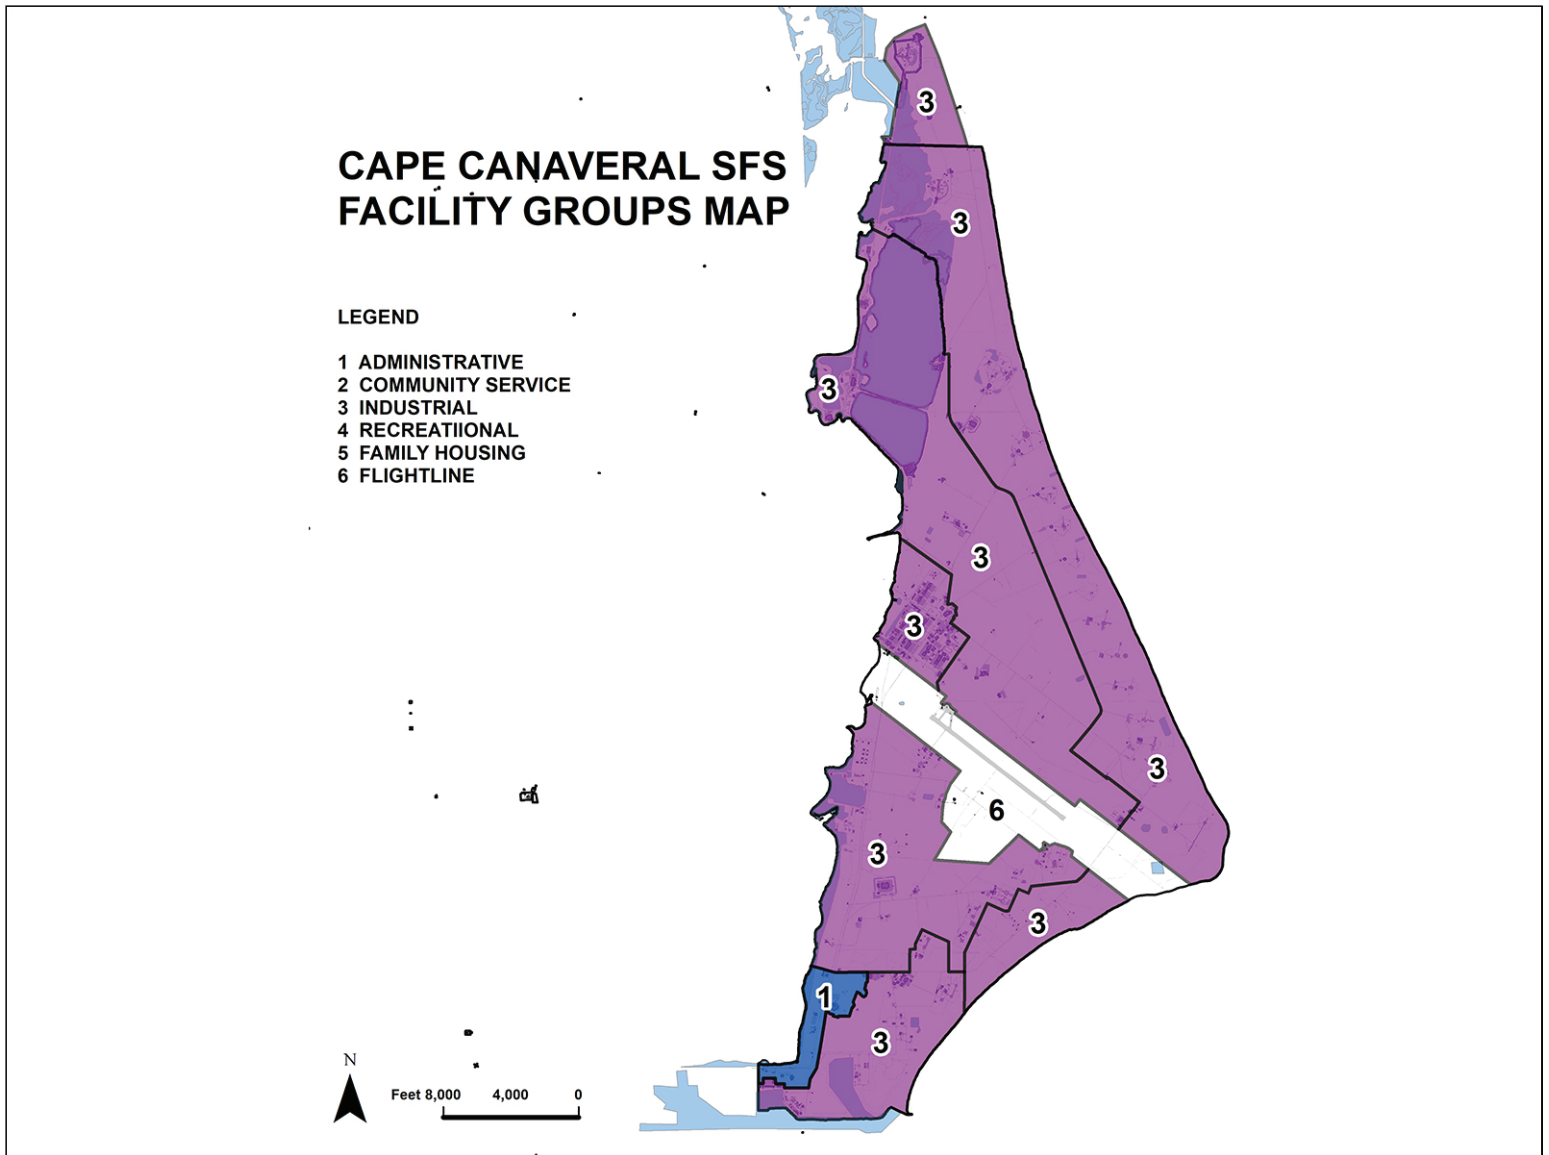 CAPE CANAVERAL SFS
FACILITY GROUPS MAP
LEGEND
1 ADMINISTRATIVE
2 COMMUNITY SERVICE
3 INDUSTRIAL
4 RECREATIIONAL
5 FAMILY HOUSING
6 FLIGHTLINE
3
3
3
3
3
3
6
3
3
1
3
N
Feet 8,000 4,000 0